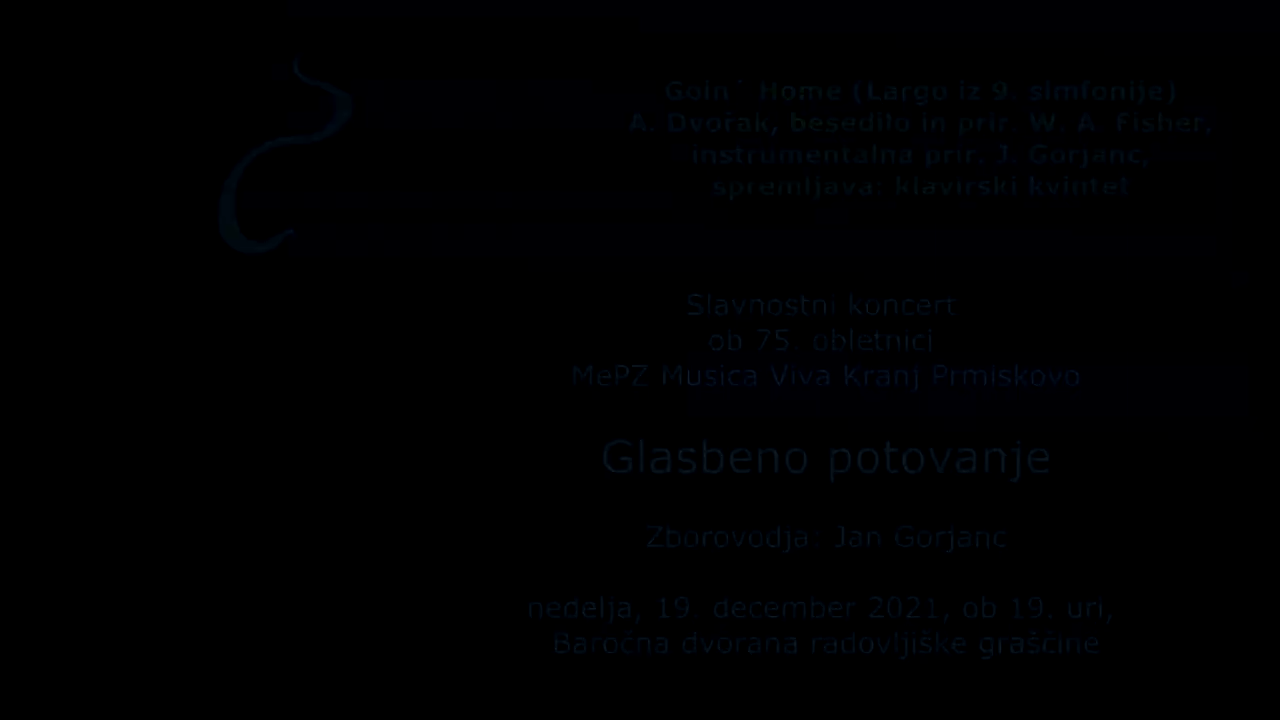 Goin´ Home (Largo iz 9. simfonije)
A. Dvořak, besedilo in prir. W. A. Fisher,
instrumentalna prir. J. Gorjanc,
spremljava: klavirski kvintet
Slavnostni koncert
ob 75. obletnici
MePZ Musica Viva Kranj Prmiskovo
Glasbeno potovanje
Zborovodja: Jan Gorjanc
nedelja, 19. december 2021, ob 19. uri,
Baročna dvorana radovljiške graščine